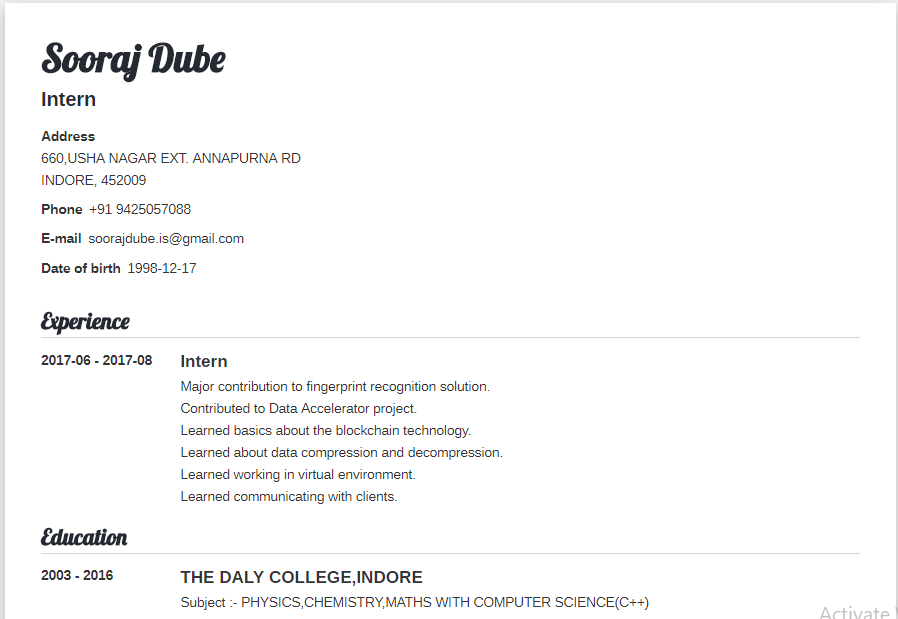 Sooraj Dube
Intern
Address
660,USHA NAGAR EXT. ANNAPURNA RD
INDORE, 452009
Phone +91 9425057088
E-mail soorajdube.is@gmail.com
Date of birth 1998-12-17
Experience
2017-06 - 2017-08 Intern
Major contribution to fingerprint recognition solution.
Contributed to Data Accelerator project.
Learned basics about the blockchain technology.
Learned about data compression and decompression.
Learned working in virtual environment.
Learned communicating with clients.
Education
2003 - 2016 THE DALY COLLEGE,INDORE
Subject :- PHYSICS,CHEMISTRY,MATHS WITH COMPUTER SCIENCE(C++)
Activate